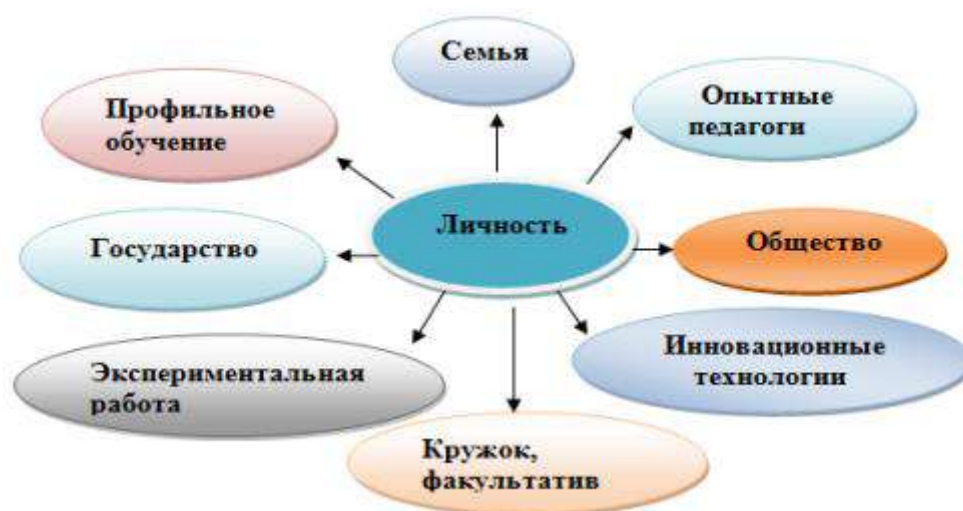 Семья
Опытные
педагоги
Профильное
обучение
Личность
Государство
Общество
Экспериментальная
работа
Инновационные
технологии
Кружок,
факультатив